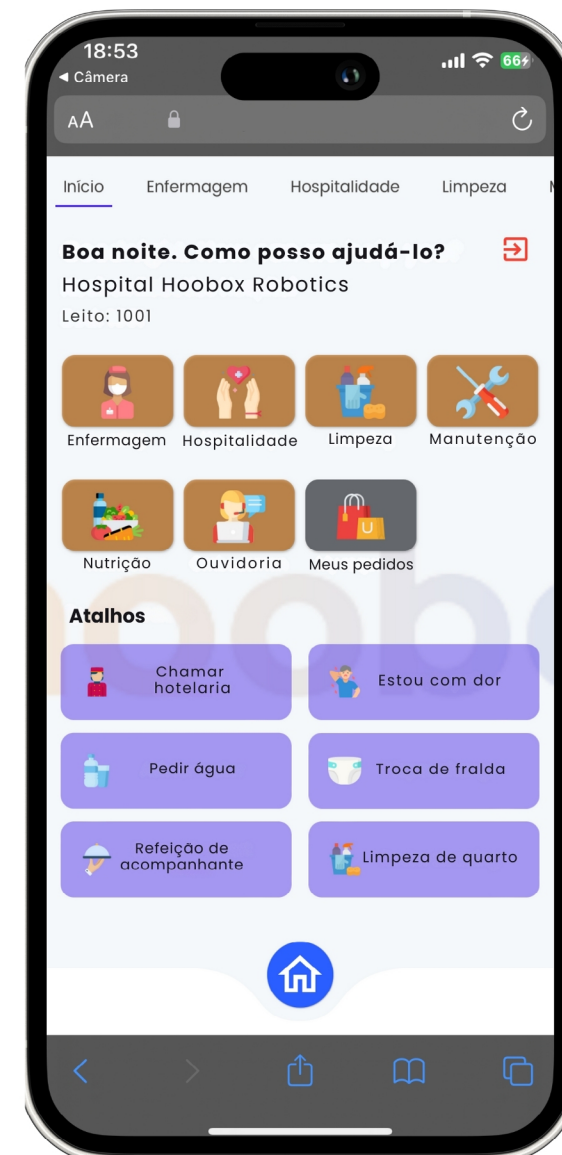 18:53
66
◀ Câmera
AA
Início Enfermagem Hospitalidade Limpeza
Boa noite. Como posso ajudá-lo?
Hospital Hoobox Robotics
Leito: 1001
Enfermagem Hospitalidade Limpeza Manutenção
Nutrição Ouvidoria Meus pedidos
hoobo
Atalhos
Chamar
hotelaria
Estou com dor
Pedir água
Troca de fralda
Refeição de
acompanhante
Limpeza de quarto